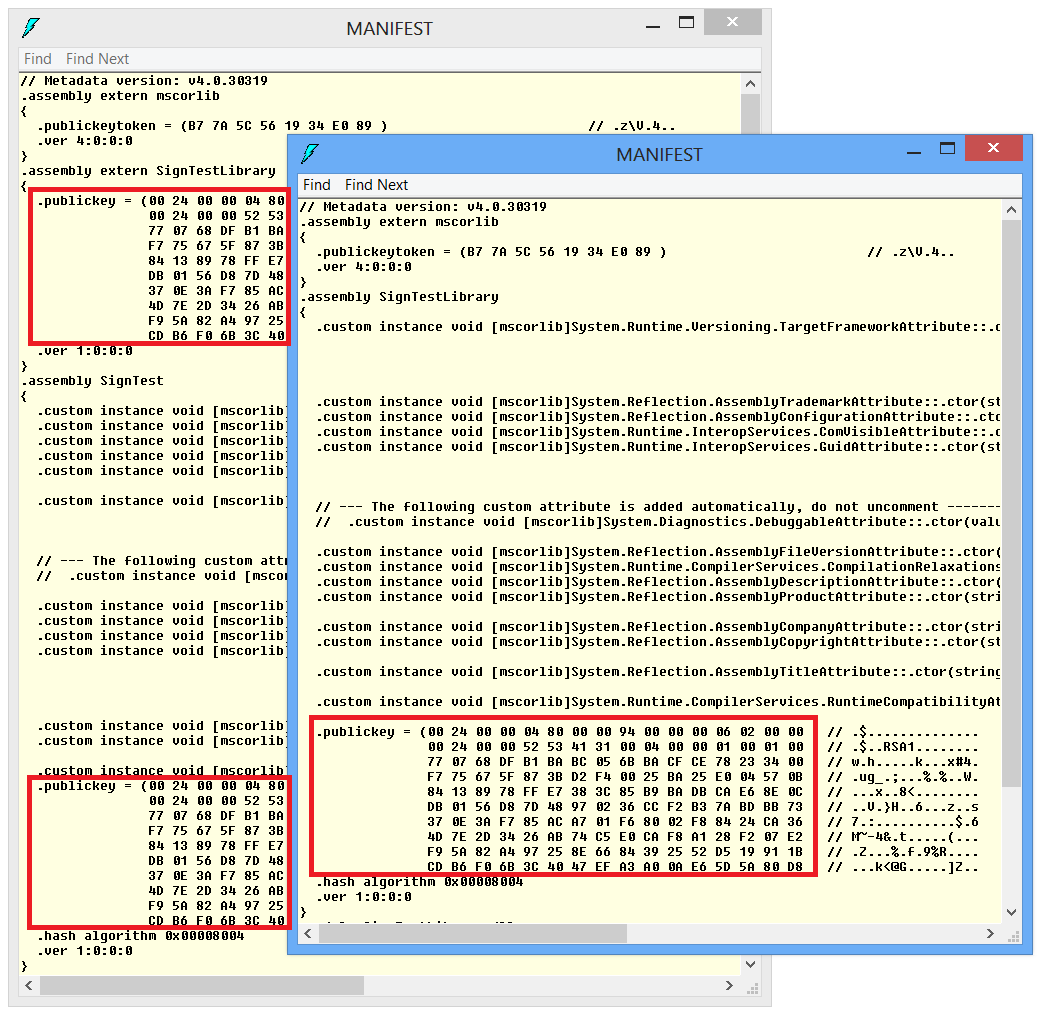 MANIFEST
Find Find Next
// Metadata version: v4.0.30319
.assembly extern mscorlib
{
.publickeytoken = (B7 7A 5C 56 19 34 E0 89 ) // .z\V.4..
.ver 4:0:0:0
}
.assembly extern SignTestLibrary
{
.publickey = (00 24 00 00 04 80
00 24 00 00 52 53
77 07 68 DF B1 BA
F7 75 67 5F 87 3B
84 13 89 78 FF E7
DB 01 56 D8 7D 48
37 0E 3A F7 85 AC
4D 7E 2D 34 26 AB
F9 5A 82 A4 97 25
CD B6 F0 6B 3C 40
.ver 1:0:0:0
}
.assembly SignTest
{
.custom instance void [mscorlib]
.custom instance void [mscorlib]
.custom instance void [mscorlib]
.custom instance void [mscorlib]
.custom instance void [mscorlib]
.custom instance void [mscorlib]
// --- The following custom att
// .custom instance void [msco
.custom instance void [mscorlib]
.custom instance void [mscorlib]
.custom instance void [mscorlib]
.custom instance void [mscorlib]
.custom instance void [mscorlib]
.custom instance void [mscorlib]
.custom instance void [mscorlib]
.publickey = (00 24 00 00 04 80
00 24 00 00 52 53
77 07 68 DF B1 BA
F7 75 67 5F 87 3B
84 13 89 78 FF E7
DB 01 56 D8 7D 48
37 0E 3A F7 85 AC
4D 7E 2D 34 26 AB
F9 5A 82 A4 97 25
CD B6 F0 6B 3C 40
.hash algorithm 0x00008004
.ver 1:0:0:0
}
MANIFEST
Find Find Next
// Metadata version: v4.0.30319
.assembly extern mscorlib
{
.publickeytoken = (B7 7A 5C 56 19 34 E0 89 ) // .z\V.4..
.ver 4:0:0:0
}
.assembly SignTestLibrary
{
.custom instance void [mscorlib]System.Runtime.Versioning.TargetFrameworkAttribute::.c
.custom instance void [mscorlib]System.Reflection.AssemblyTrademarkAttribute::.ctor(st
.custom instance void [mscorlib]System.Reflection.AssemblyConfigurationAttribute::.cto
.custom instance void [mscorlib]System.Runtime.InteropServices.ComVisibleAttribute::.c
.custom instance void [mscorlib]System.Runtime.InteropServices.GuidAttribute::.ctor(st
// --- The following custom attribute is added automatically, do not uncomment -------
// .custom instance void [mscorlib]System.Diagnostics.DebuggableAttribute::.ctor(valu
.custom instance void [mscorlib]System.Reflection.AssemblyFileVersionAttribute::.ctor(
.custom instance void [mscorlib]System.Runtime.CompilerServices.CompilationRelaxations
.custom instance void [mscorlib]System.Reflection.AssemblyDescriptionAttribute::.ctor(
.custom instance void [mscorlib]System.Reflection.AssemblyProductAttribute::.ctor(stri
.custom instance void [mscorlib]System.Reflection.AssemblyCompanyAttribute::.ctor(stri
.custom instance void [mscorlib]System.Reflection.AssemblyCopyrightAttribute::.ctor(st
.custom instance void [mscorlib]System.Reflection.AssemblyTitleAttribute::.ctor(string
.custom instance void [mscorlib]System.Runtime.CompilerServices.RuntimeCompatibilityAt
.publickey = (00 24 00 00 04 80 00 00 94 00 00 00 06 02 00 00 // .$..............
00 24 00 00 52 53 41 31 00 04 00 00 01 00 01 00 // .$..RSA1........
77 07 68 DF B1 BA BC 05 6B BA CF CE 78 23 34 00 // w.h.....k...x#4.
F7 75 67 5F 87 3B D2 F4 00 25 BA 25 E0 04 57 0B // .ug_.;...%.%..W.
84 13 89 78 FF E7 38 3C 85 B9 BA DB CA E6 8E 0C // ...x..8<........
DB 01 56 D8 7D 48 97 02 36 CC F2 B3 7A BD BB 73 // ..V.}H..6...z..s
37 0E 3A F7 85 AC A7 01 F6 80 02 F8 84 24 CA 36 // 7.:..........$.6
4D 7E 2D 34 26 AB 74 C5 E0 CA F8 A1 28 F2 07 E2 // M~-4&.t.....(...
F9 5A 82 A4 97 25 8E 66 84 39 25 52 D5 19 91 1B // .Z...%.f.9%R....
CD B6 F0 6B 3C 40 47 EF A3 A0 0A E6 5D 5A 80 D8 // ...k<@G.....]Z..
.hash algorithm 0x00008004
.ver 1:0:0:0
}